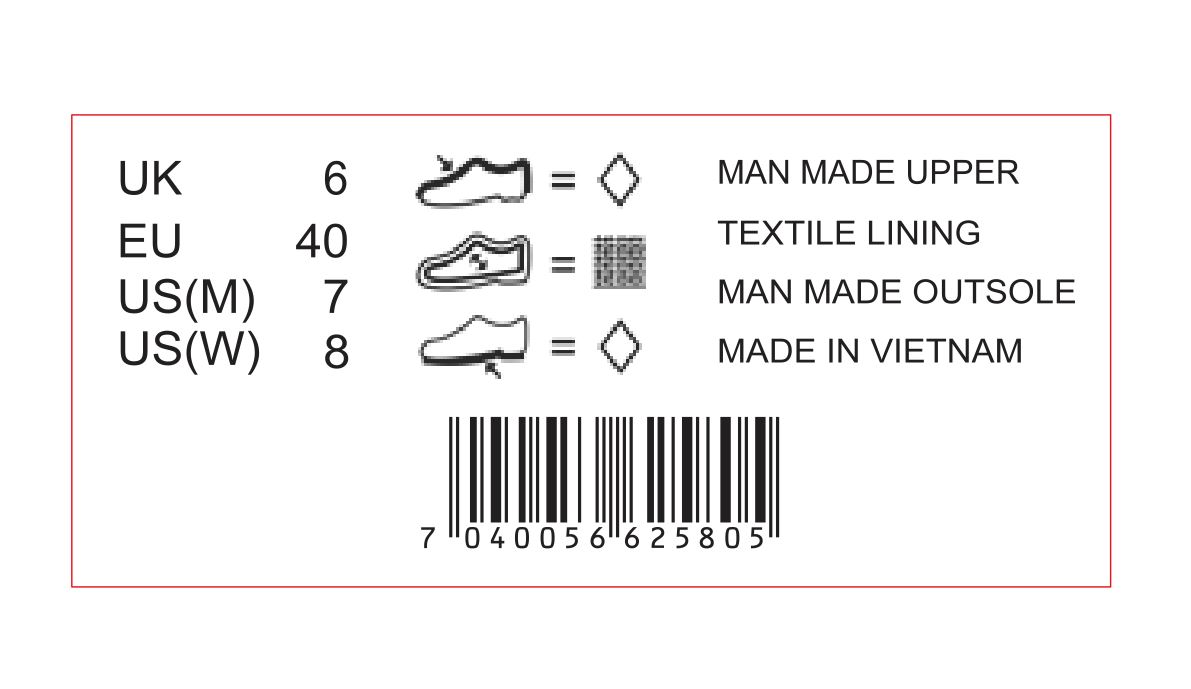 UK 6
EU 40
US(M) 7
US(W) 8
= 
=
=
MAN MADE UPPER
TEXTILE LINING
MAN MADE OUTSOLE
MADE IN VIETNAM
7 040056 625805